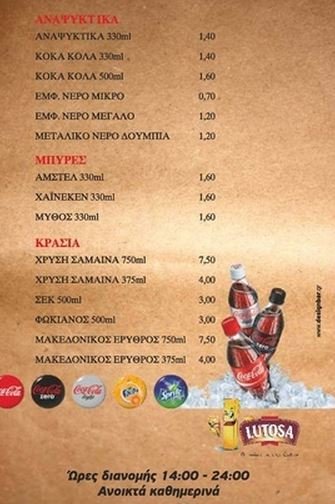 ΑΝΑΨΥΚΤΙΚΑ
ΑΝΑΨΥΚΤΙΚΑ 330ml 1,40
ΚΟΚΑ ΚΟΛΑ 330ml 1,40
ΚΟΚΑ ΚΟΛΑ 500ml 1,60
ΕΜΦ. ΝΕΡΟ ΜΙΚΡΟ 0,70
ΕΜΦ. ΝΕΡΟ ΜΕΓΑΛΟ 1,20
ΜΕΤΑΛΙΚΟ ΝΕΡΟ ΔΟΥΜΠΙΑ 1,20
ΜΠΥΡΕΣ
ΑΜΣΤΕΛ 330ml 1,60
ΧΑΪΝΕΚΕΝ 330ml 1,60
ΜΥΘΟΣ 330ml 1,60
ΚΡΑΣΙΑ
ΧΡΥΣΗ ΣΑΜΑΙΝΑ 750ml 7,50
ΧΡΥΣΗ ΣΑΜΑΙΝΑ 375ml 4,00
ΣΕΚ 500ml 3,00
ΦΩΚΙΑΝΟΣ 500ml 3,00
ΜΑΚΕΔΟΝΙΚΟΣ ΕΡΥΘΡΟΣ 750ml 7,50
ΜΑΚΕΔΟΝΙΚΟΣ ΕΡΥΘΡΟΣ 375ml 4,00
www.designbar.gr
Coca-Cola
Coca-Cola zero
Coca-Cola light
Fanta
Sprite
LUTOSA
Ώρες διανομής 14:00 - 24:00
Ανοικτά καθημερινά